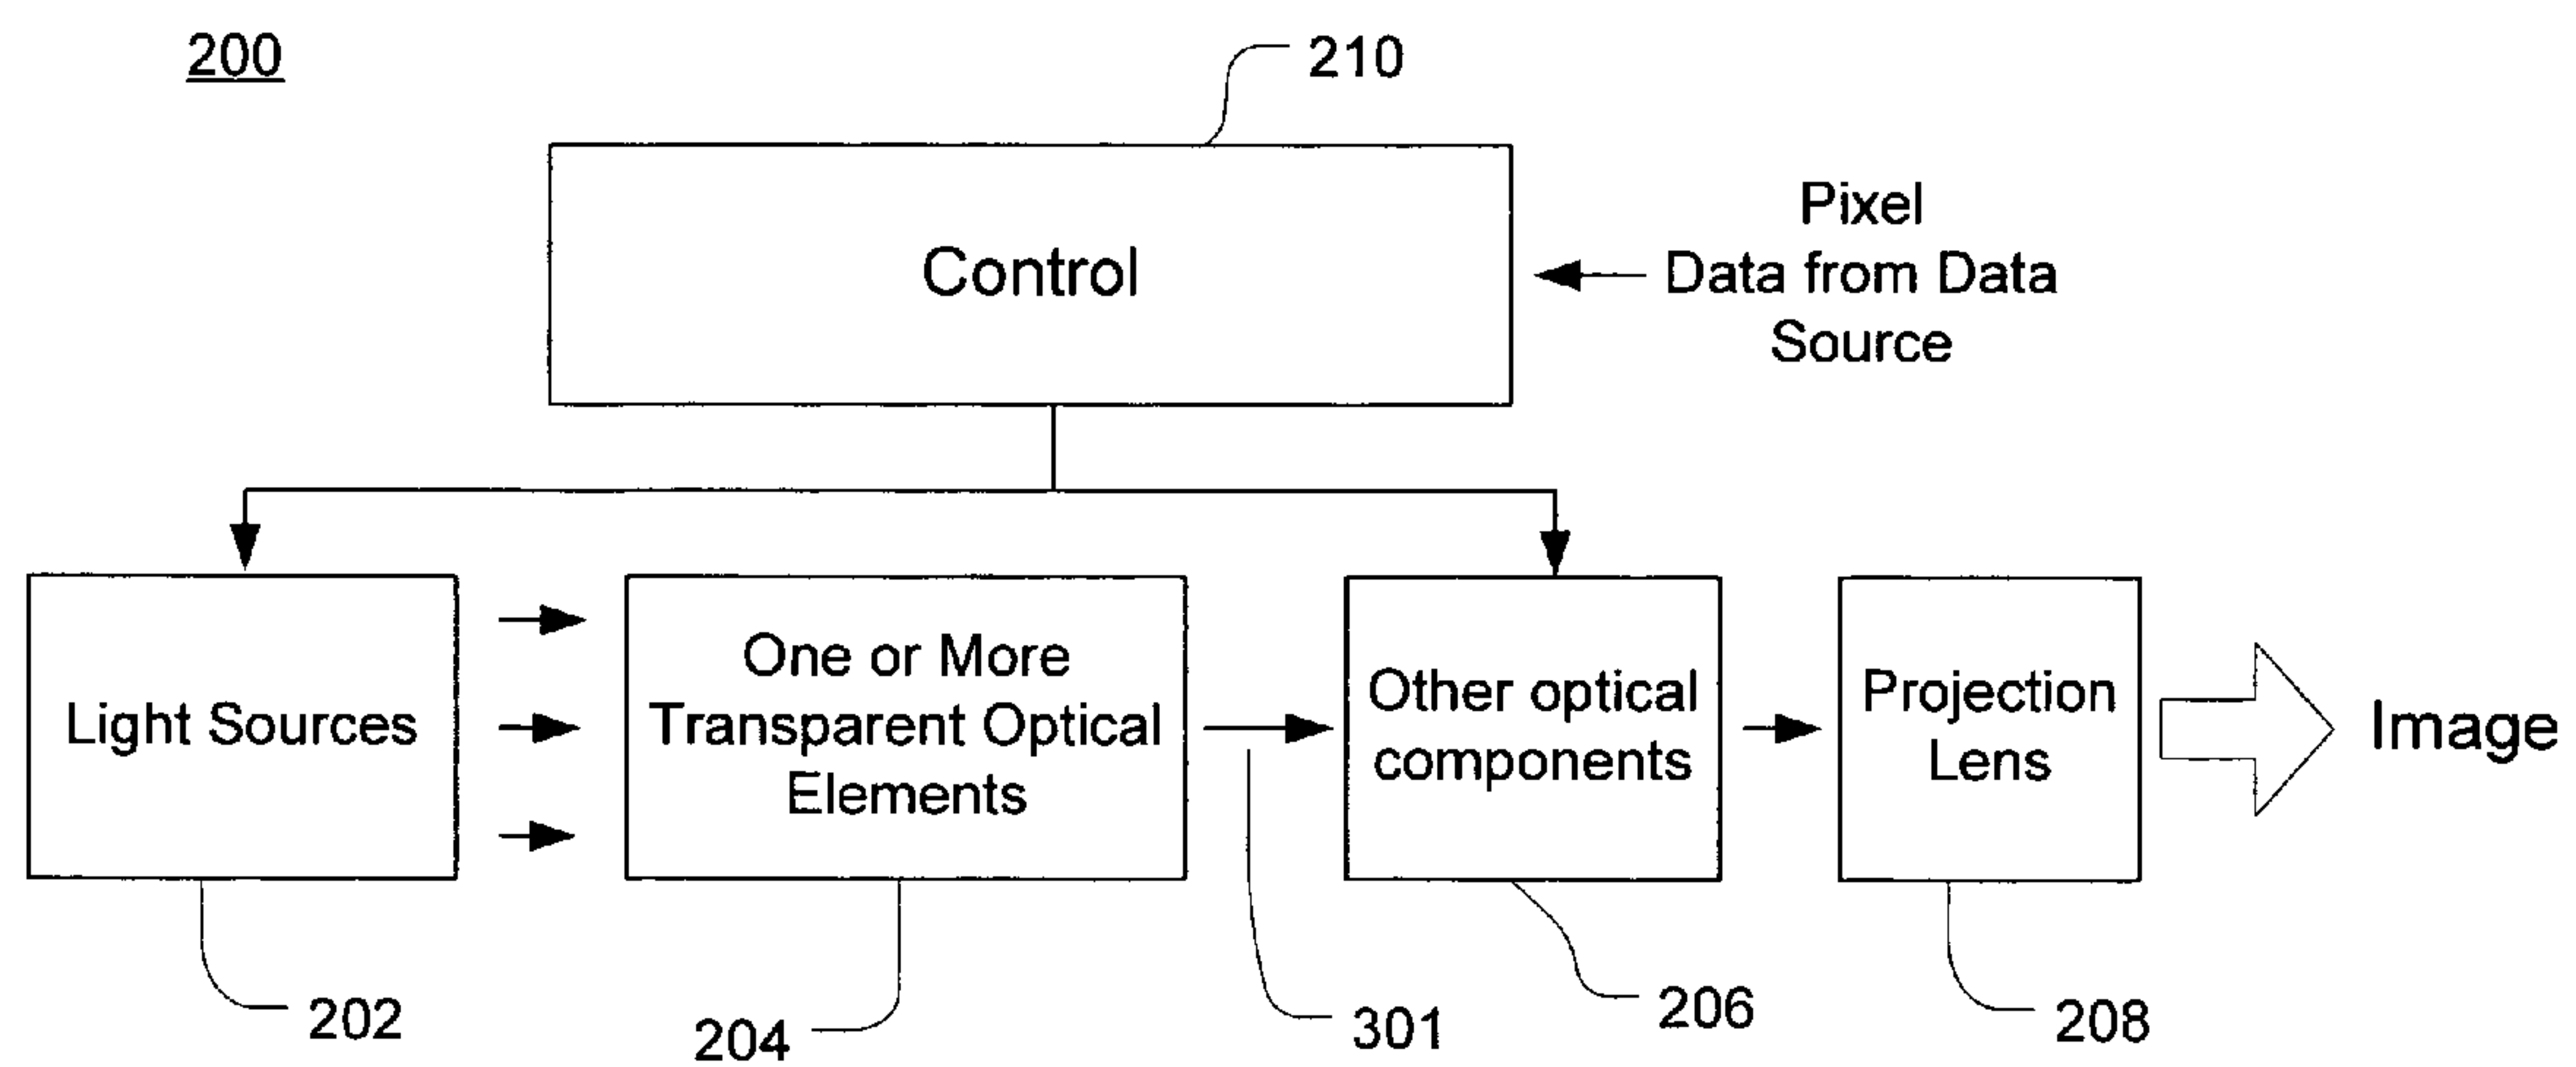 200
210
Control
Pixel
Data from Data
Source
Light Sources
One or More
Transparent Optical
Elements
Other optical
components
Projection
Lens
Image
202
204
301
206
208